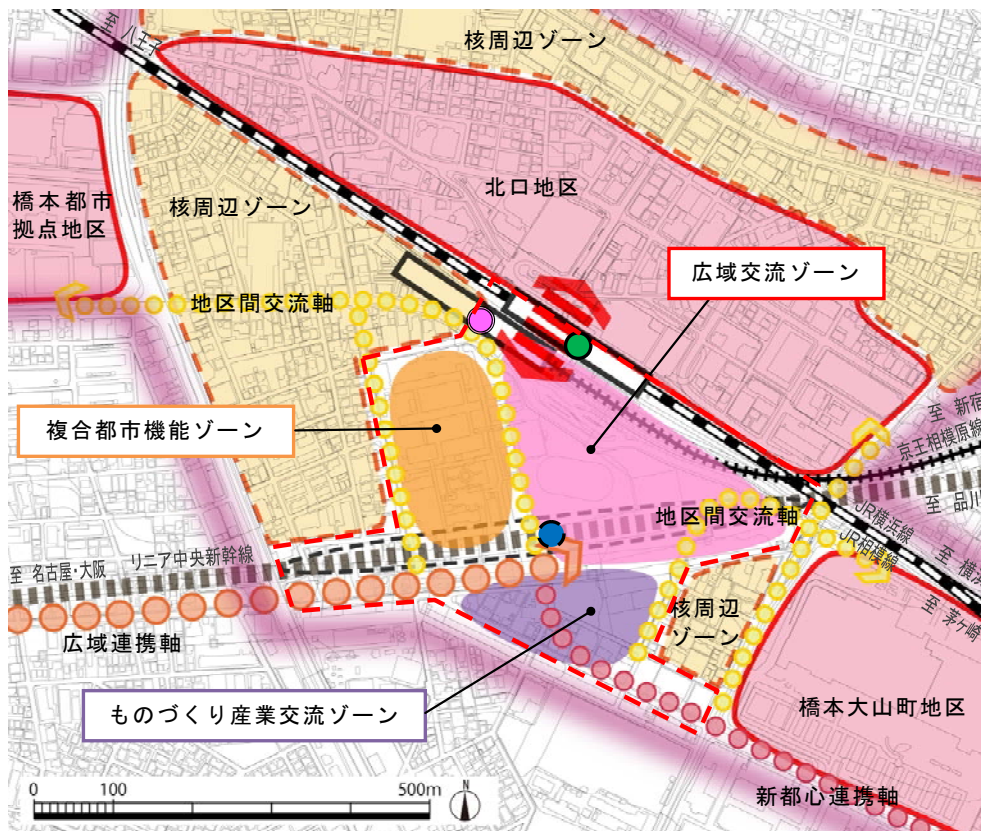 至 八王子
核周辺ゾーン
北口地区
橋本都市
拠点地区
核周辺ゾーン
広域交流ゾーン
地区間交流軸
至 新宿
京王相模原線
複合都市機能ゾーン
至 品川
地区間交流軸
JR横浜線
JR相模線
至 横浜
至 茅ヶ崎
至 名古屋・大阪
リニア中央新幹線
核周辺
ゾーン
広域連携軸
ものづくり産業交流ゾーン
橋本大山町地区
新都心連携軸
0 100 500m
N